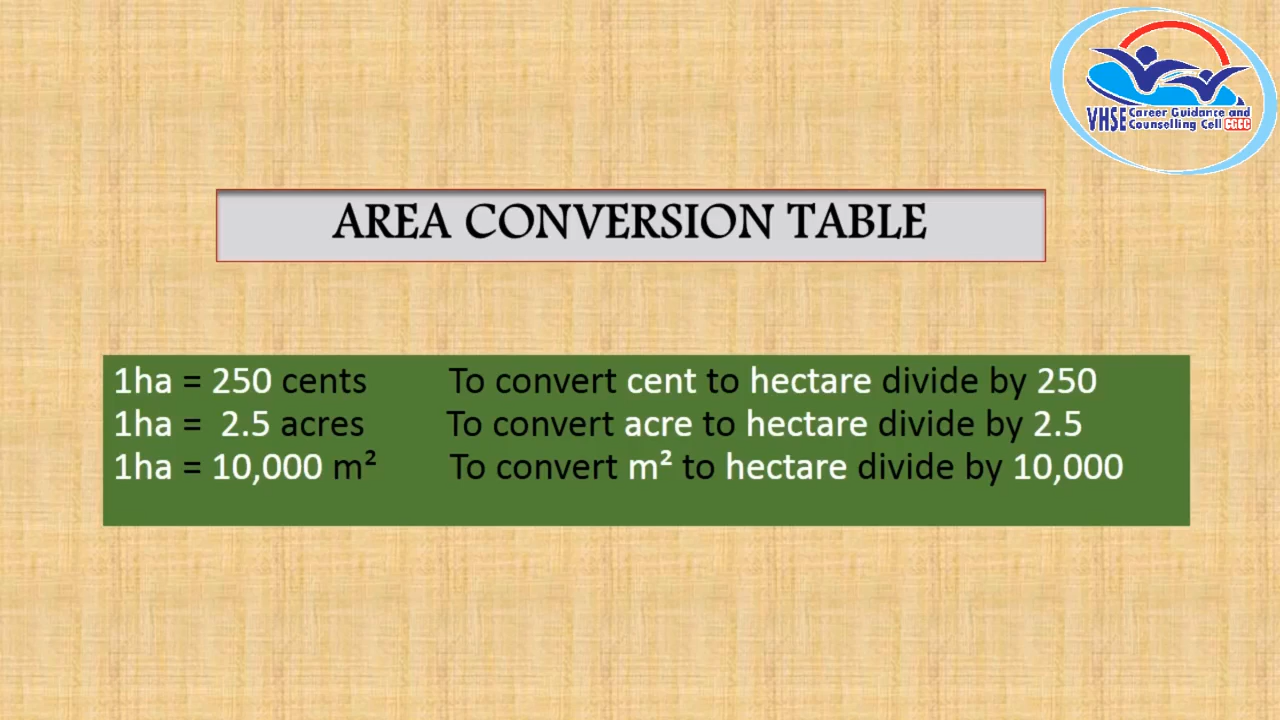 VHSE Career Guidance and
Counselling Cell CGCC
AREA CONVERSION TABLE
1ha = 250 cents To convert cent to hectare divide by 250
1ha = 2.5 acres To convert acre to hectare divide by 2.5
1ha = 10,000 m² To convert m² to hectare divide by 10,000